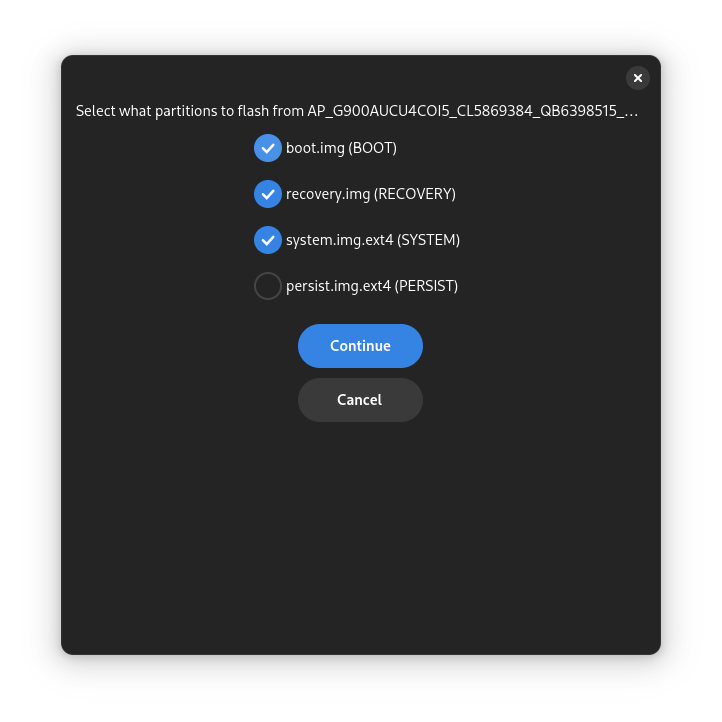 Select what partitions to flash from AP_G900AUCU4COI5_CL5869384_QB6398515_...
boot.img (BOOT)
recovery.img (RECOVERY)
system.img.ext4 (SYSTEM)
persist.img.ext4 (PERSIST)
Continue
Cancel